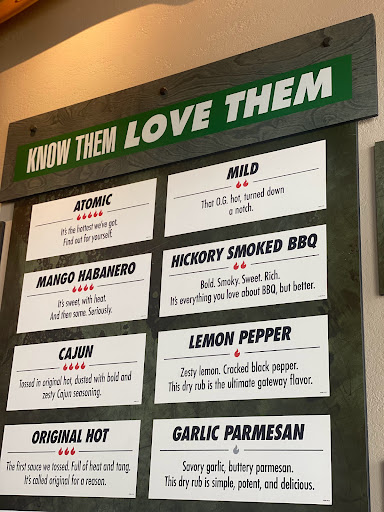 KNOW THEM LOVE THEM
ATOMIC
It's the hottest we've got.
Find out for yourself.
MANGO HABANERO
It's sweet, with heat.
And then some. Seriously.
CAJUN
Tossed in original hot, dusted with bold and
zesty Cajun seasoning.
ORIGINAL HOT
The first sauce we tossed. Full of heat and tang.
It's called original for a reason.
MILD
That O.G. hot, turned down
a notch.
HICKORY SMOKED BBQ
Bold. Smoky. Sweet. Rich.
It's everything you love about BBQ, but better.
LEMON PEPPER
Zesty lemon. Cracked black pepper.
This dry rub is the ultimate gateway flavor.
GARLIC PARMESAN
Savory garlic, buttery parmesan.
This dry rub is simple, potent, and delicious.